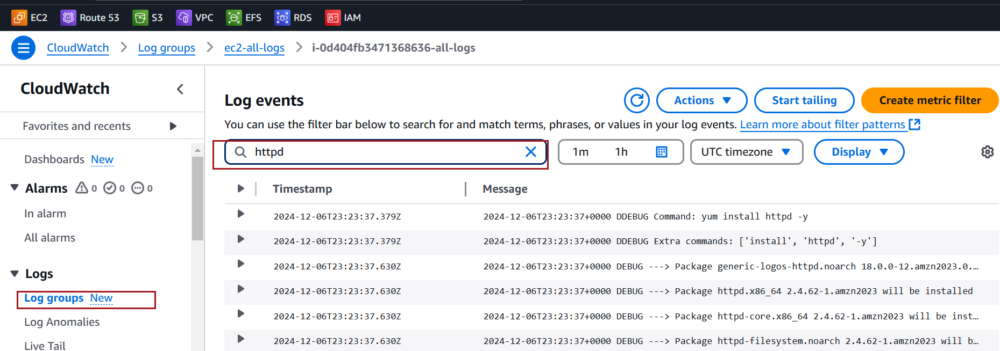 EC2 Route 53 S3 VPC EFS RDS IAM
CloudWatch > Log groups > ec2-all-logs > i-0d404fb3471368636-all-logs
CloudWatch
Favorites and recents
Dashboards New
Alarms 0 0 0
In alarm
All alarms
Logs
Log groups New
Log Anomalies
Live Tail
Log events
Actions
Start tailing
Create metric filter
You can use the filter bar below to search for and match terms, phrases, or values in your log events. Learn more about filter patterns
httpd
1m 1h
UTC timezone
Display
Timestamp Message
2024-12-06T23:23:37.379Z 2024-12-06T23:23:37+0000 DDEBUG Command: yum install httpd -y
2024-12-06T23:23:37.379Z 2024-12-06T23:23:37+0000 DDEBUG Extra commands: ['install', 'httpd', '-y']
2024-12-06T23:23:37.630Z 2024-12-06T23:23:37+0000 DEBUG ---> Package generic-logos-httpd.noarch 18.0.0-12.amzn2023.0.…
2024-12-06T23:23:37.630Z 2024-12-06T23:23:37+0000 DEBUG ---> Package httpd.x86_64 2.4.62-1.amzn2023 will be installed
2024-12-06T23:23:37.630Z 2024-12-06T23:23:37+0000 DEBUG ---> Package httpd-core.x86_64 2.4.62-1.amzn2023 will be inst…
2024-12-06T23:23:37.630Z 2024-12-06T23:23:37+0000 DEBUG ---> Package httpd-filesystem.noarch 2.4.62-1.amzn2023 will b…